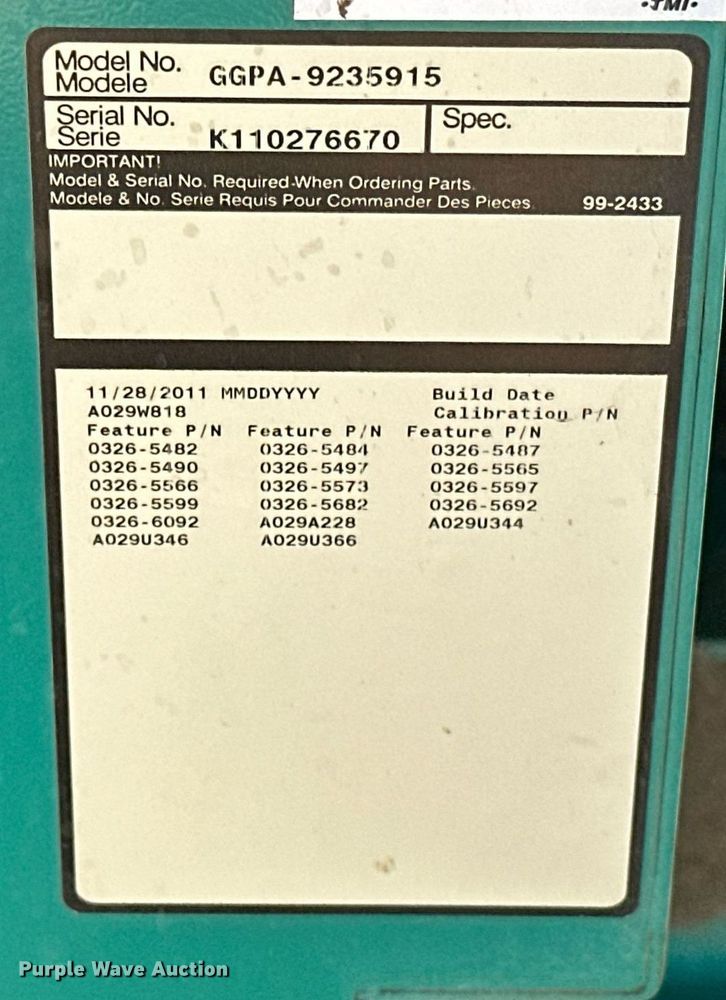 •TMI•
Model No.
Modele GGPA-9235915
Serial No.
Serie K110276670
Spec.
IMPORTANT!
Model & Serial No. Required When Ordering Parts.
Modele & No. Serie Requis Pour Commander Des Pieces. 99-2433
11/28/2011 MMDDYYYY Build Date
A029W818 Calibration P/N
Feature P/N Feature P/N Feature P/N
0326-5482 0326-5484 0326-5487
0326-5490 0326-5497 0326-5565
0326-5566 0326-5573 0326-5597
0326-5599 0326-5682 0326-5692
0326-6092 A029A228 A029U344
A029U346 A029U366
Purple Wave Auction